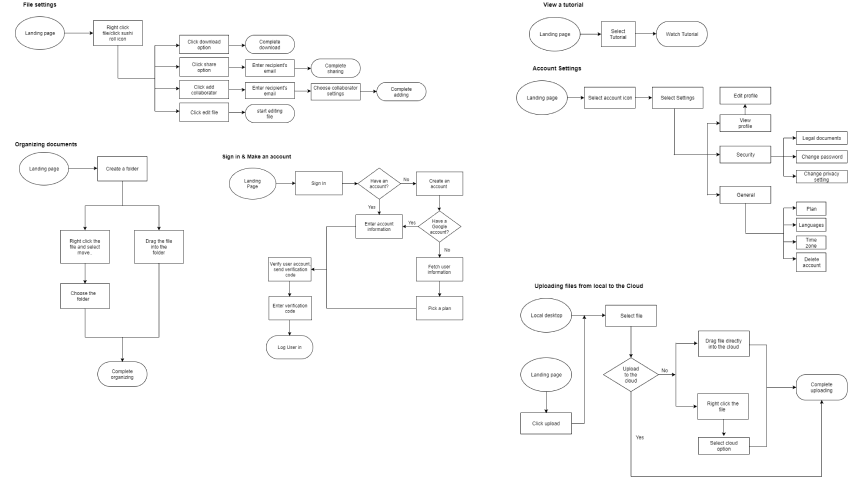 File settings
Landing page
Right click
file/click sushi
roll icon
Click download
option
Complete
download
Click share
option
Enter recipient's
email
Complete
sharing
Click add
collaborater
Enter recipient's
email
Choose collaborater
settings
Complete
adding
Click edit file
start editing
file
View a tutorial
Landing page
Select
Tutorial
Watch Tutorial
Account Settings
Landing page
Select account icon
Select Settings
Edit profile
View
profile
Security
Legal documents
Change password
Change privacy
setting
General
Plan
Languages
Time
zone
Delete
account
Organizing documents
Landing page
Create a folder
Right click the
file and select
move .
Drag the file
into the
folder
Choose the
folder
Complete
organizing
Sign in & Make an account
Landing
Page
Sign in
Have an
account?
No
Create an
account
Yes
Enter account
information
Yes
Have a
Google
account?
No
Verify user account,
send verification
code
Fetch user
information
Enter verification
code
Pick a plan
Log User in
Uploading files from local to the Cloud
Local desktop
Select file
Landing page
Upload
to the
cloud
No
Drag file directly
into the cloud
Complete
uploading
Right click the
file
Click upload
Yes
Select cloud
option